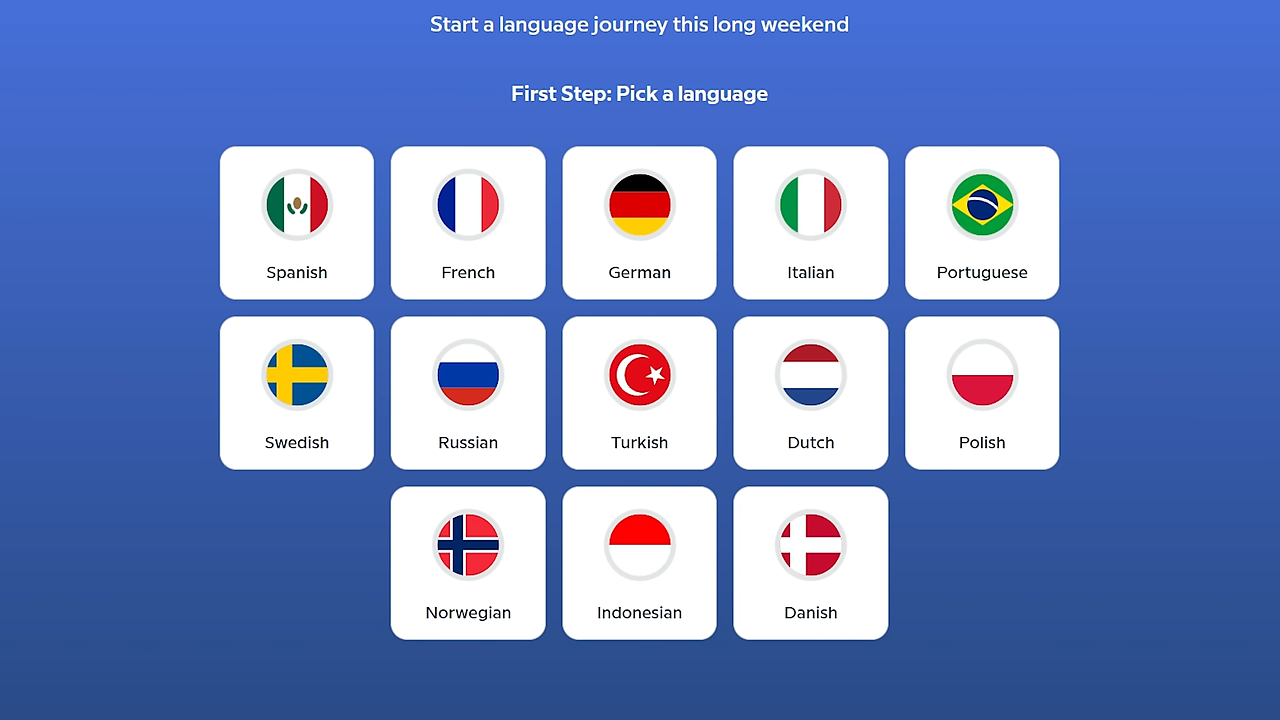 Start a language journey this long weekend
First Step: Pick a language
Spanish
French
German
Italian
Portuguese
Swedish
Russian
Turkish
Dutch
Polish
Norwegian
Indonesian
Danish